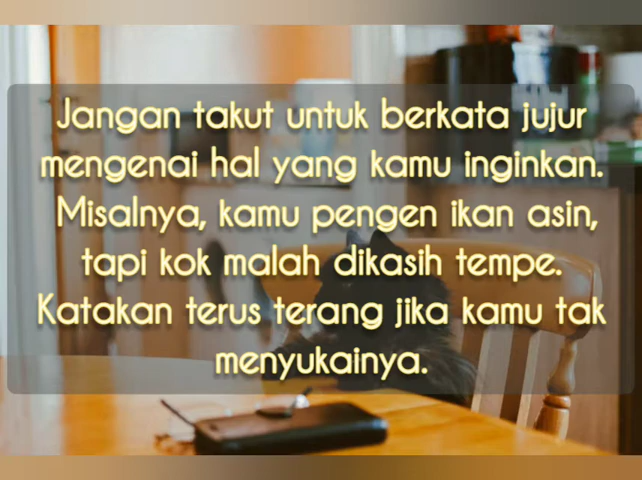 Jangan takut untuk berkata jujur
mengenai hal yang kamu inginkan.
Misalnya, kamu pengen ikan asin,
tapi kok malah dikasih tempe.
Katakan terus terang jika kamu tak
menyukainya.